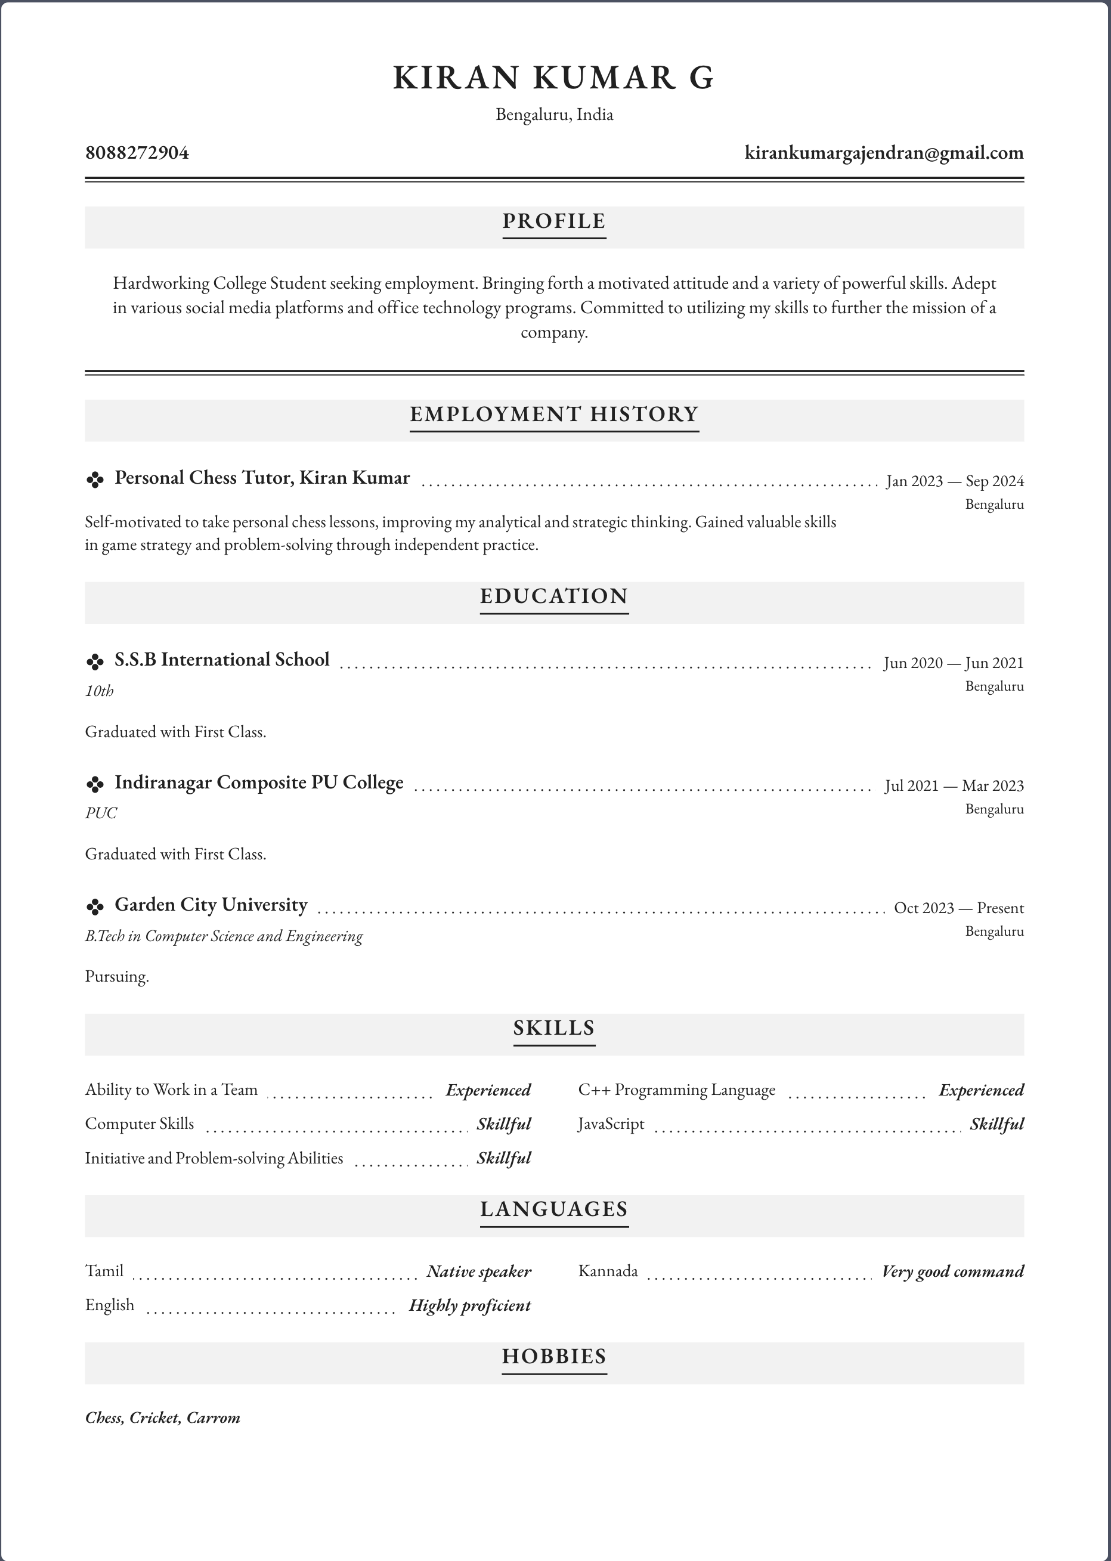 KIRAN KUMAR G
Bengaluru, India
8088272904 kirankumargajendran@gmail.com
PROFILE
Hardworking College Student seeking employment. Bringing forth a motivated attitude and a variety of powerful skills. Adept
in various social media platforms and office technology programs. Committed to utilizing my skills to further the mission of a
company.
EMPLOYMENT HISTORY
Personal Chess Tutor, Kiran Kumar Jan 2023 — Sep 2024
Bengaluru
Self-motivated to take personal chess lessons, improving my analytical and strategic thinking. Gained valuable skills
in game strategy and problem-solving through independent practice.
EDUCATION
S.S.B International School Jun 2020 — Jun 2021
10th Bengaluru
Graduated with First Class.
Indiranagar Composite PU College Jul 2021 — Mar 2023
PUC Bengaluru
Graduated with First Class.
Garden City University Oct 2023 — Present
B.Tech in Computer Science and Engineering Bengaluru
Pursuing.
SKILLS
Ability to Work in a Team Experienced C++ Programming Language Experienced
Computer Skills Skillful JavaScript Skillful
Initiative and Problem-solving Abilities Skillful
LANGUAGES
Tamil Native speaker Kannada Very good command
English Highly proficient
HOBBIES
Chess, Cricket, Carrom